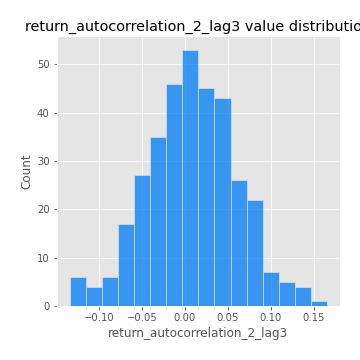 return_autocorrelation_2_lag3 value distributio
50
40
30
20
10
0
Count
−0.10 −0.05 0.00 0.05 0.10 0.15
return_autocorrelation_2_lag3